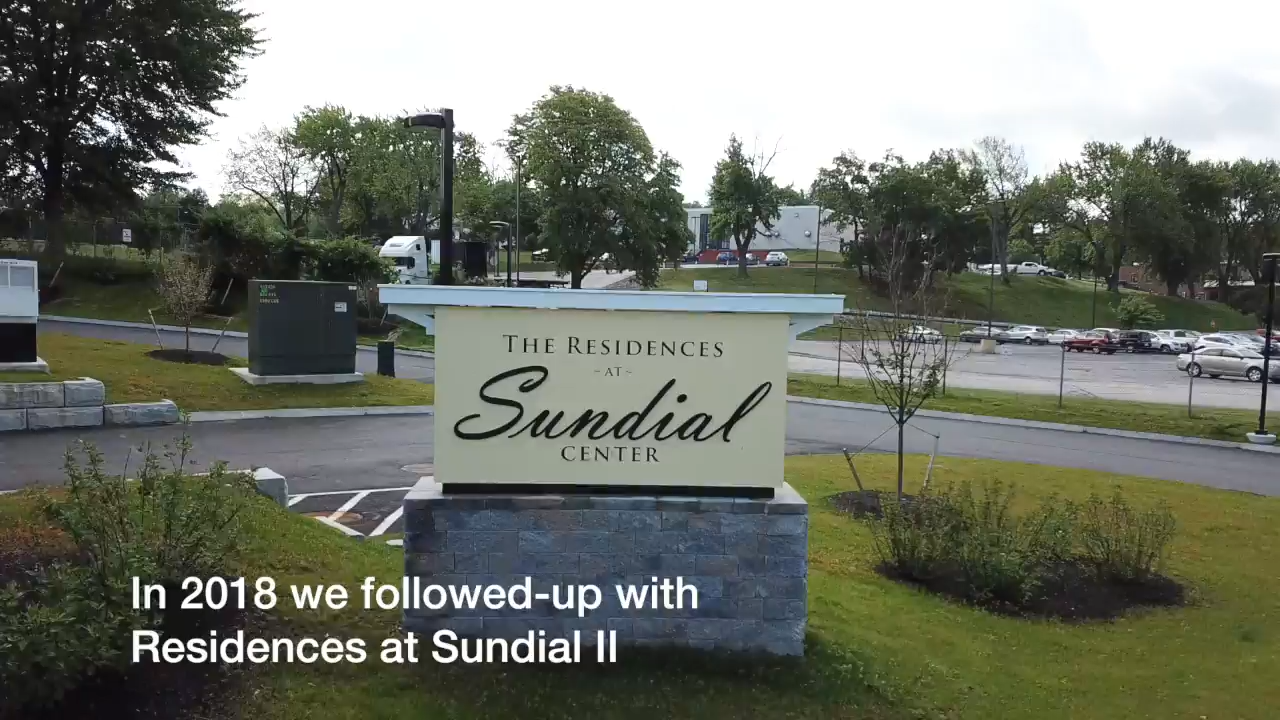 THE RESIDENCES
~AT~
Sundial
CENTER
In 2018 we followed-up with
Residences at Sundial II